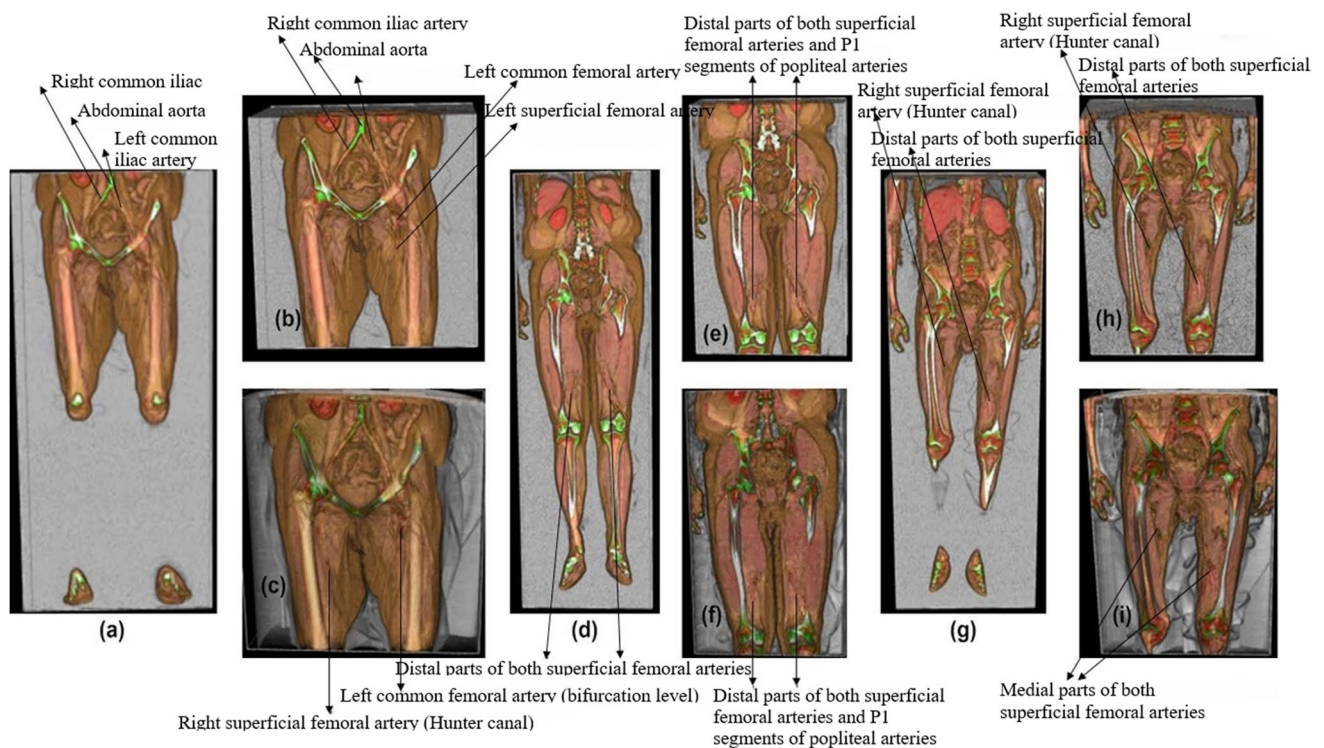 Right common iliac artery
Abdominal aorta
Right common iliac
Abdominal aorta
Left common
iliac artery
Left common femoral artery
Left superficial femoral artery
Distal parts of both superficial
femoral arteries and P1
segments of popliteal arteries
Right superficial femoral
artery (Hunter canal)
Distal parts of both superficial
femoral arteries
Right superficial femoral
artery (Hunter canal)
Distal parts of both superficial
femoral arteries
(a)
(b)
(c)
(d)
(e)
(f)
(g)
(h)
(i)
Distal parts of both superficial femoral arteries
Left common femoral artery (bifurcation level)
Right superficial femoral artery (Hunter canal)
Distal parts of both superficial
femoral arteries and P1
segments of popliteal arteries
Medial parts of both
superficial femoral arteries